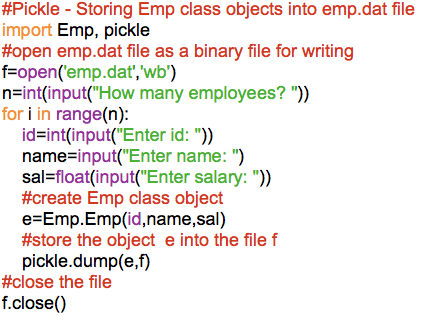 #Pickle - Storing Emp class objects into emp.dat file
import Emp, pickle
#open emp.dat file as a binary file for writing
f=open('emp.dat','wb')
n=int(input("How many employees? "))
for i in range(n):
    id=int(input("Enter id: "))
    name=input("Enter name: ")
    sal=float(input("Enter salary: "))
    #create Emp class object
    e=Emp.Emp(id,name,sal)
    #store the object  e into the file f
    pickle.dump(e,f)
#close the file
f.close()